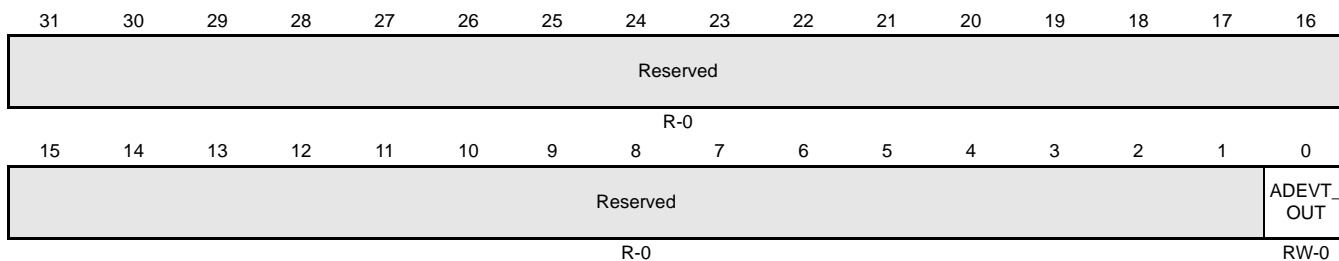 31 30 29 28 27 26 25 24 23 22 21 20 19 18 17 16
Reserved
R-0
15 14 13 12 11 10 9 8 7 6 5 4 3 2 1 0
Reserved ADEVT_
OUT
R-0 RW-0